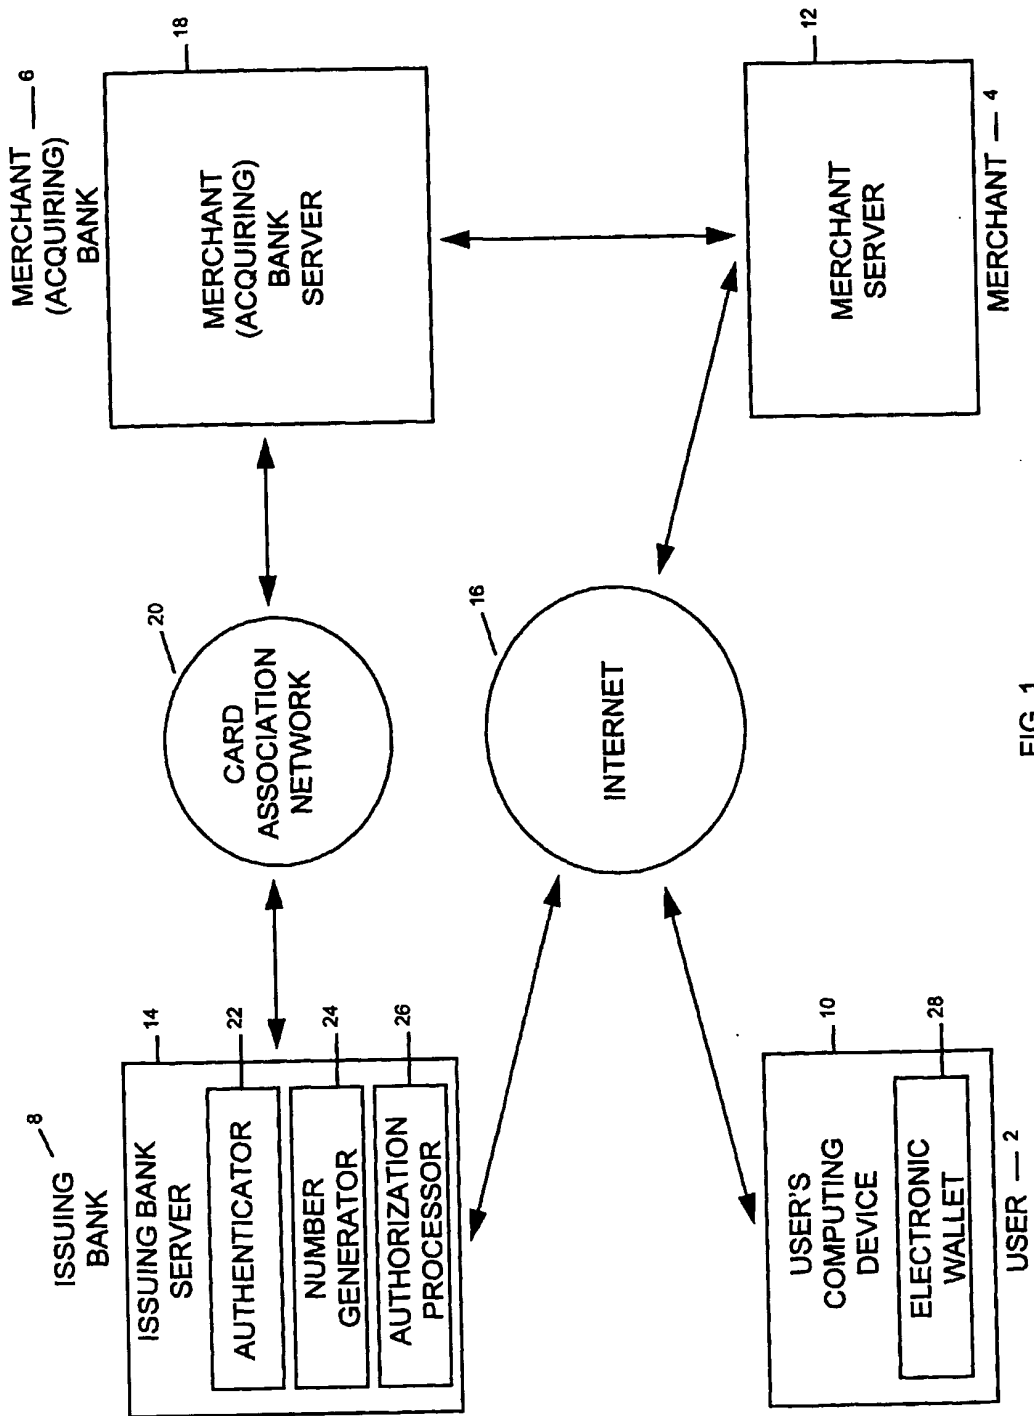 ISSUING
BANK
8
ISSUING BANK
SERVER
14
AUTHENTICATOR
22
NUMBER
GENERATOR
24
AUTHORIZATION
PROCESSOR
26
CARD
ASSOCIATION
NETWORK
20
MERCHANT
(ACQUIRING)
BANK
6
MERCHANT
(ACQUIRING)
BANK
SERVER
18
INTERNET
16
USER'S
COMPUTING
DEVICE
10
ELECTRONIC
WALLET
28
USER
2
MERCHANT
SERVER
12
MERCHANT
4
FIG. 1